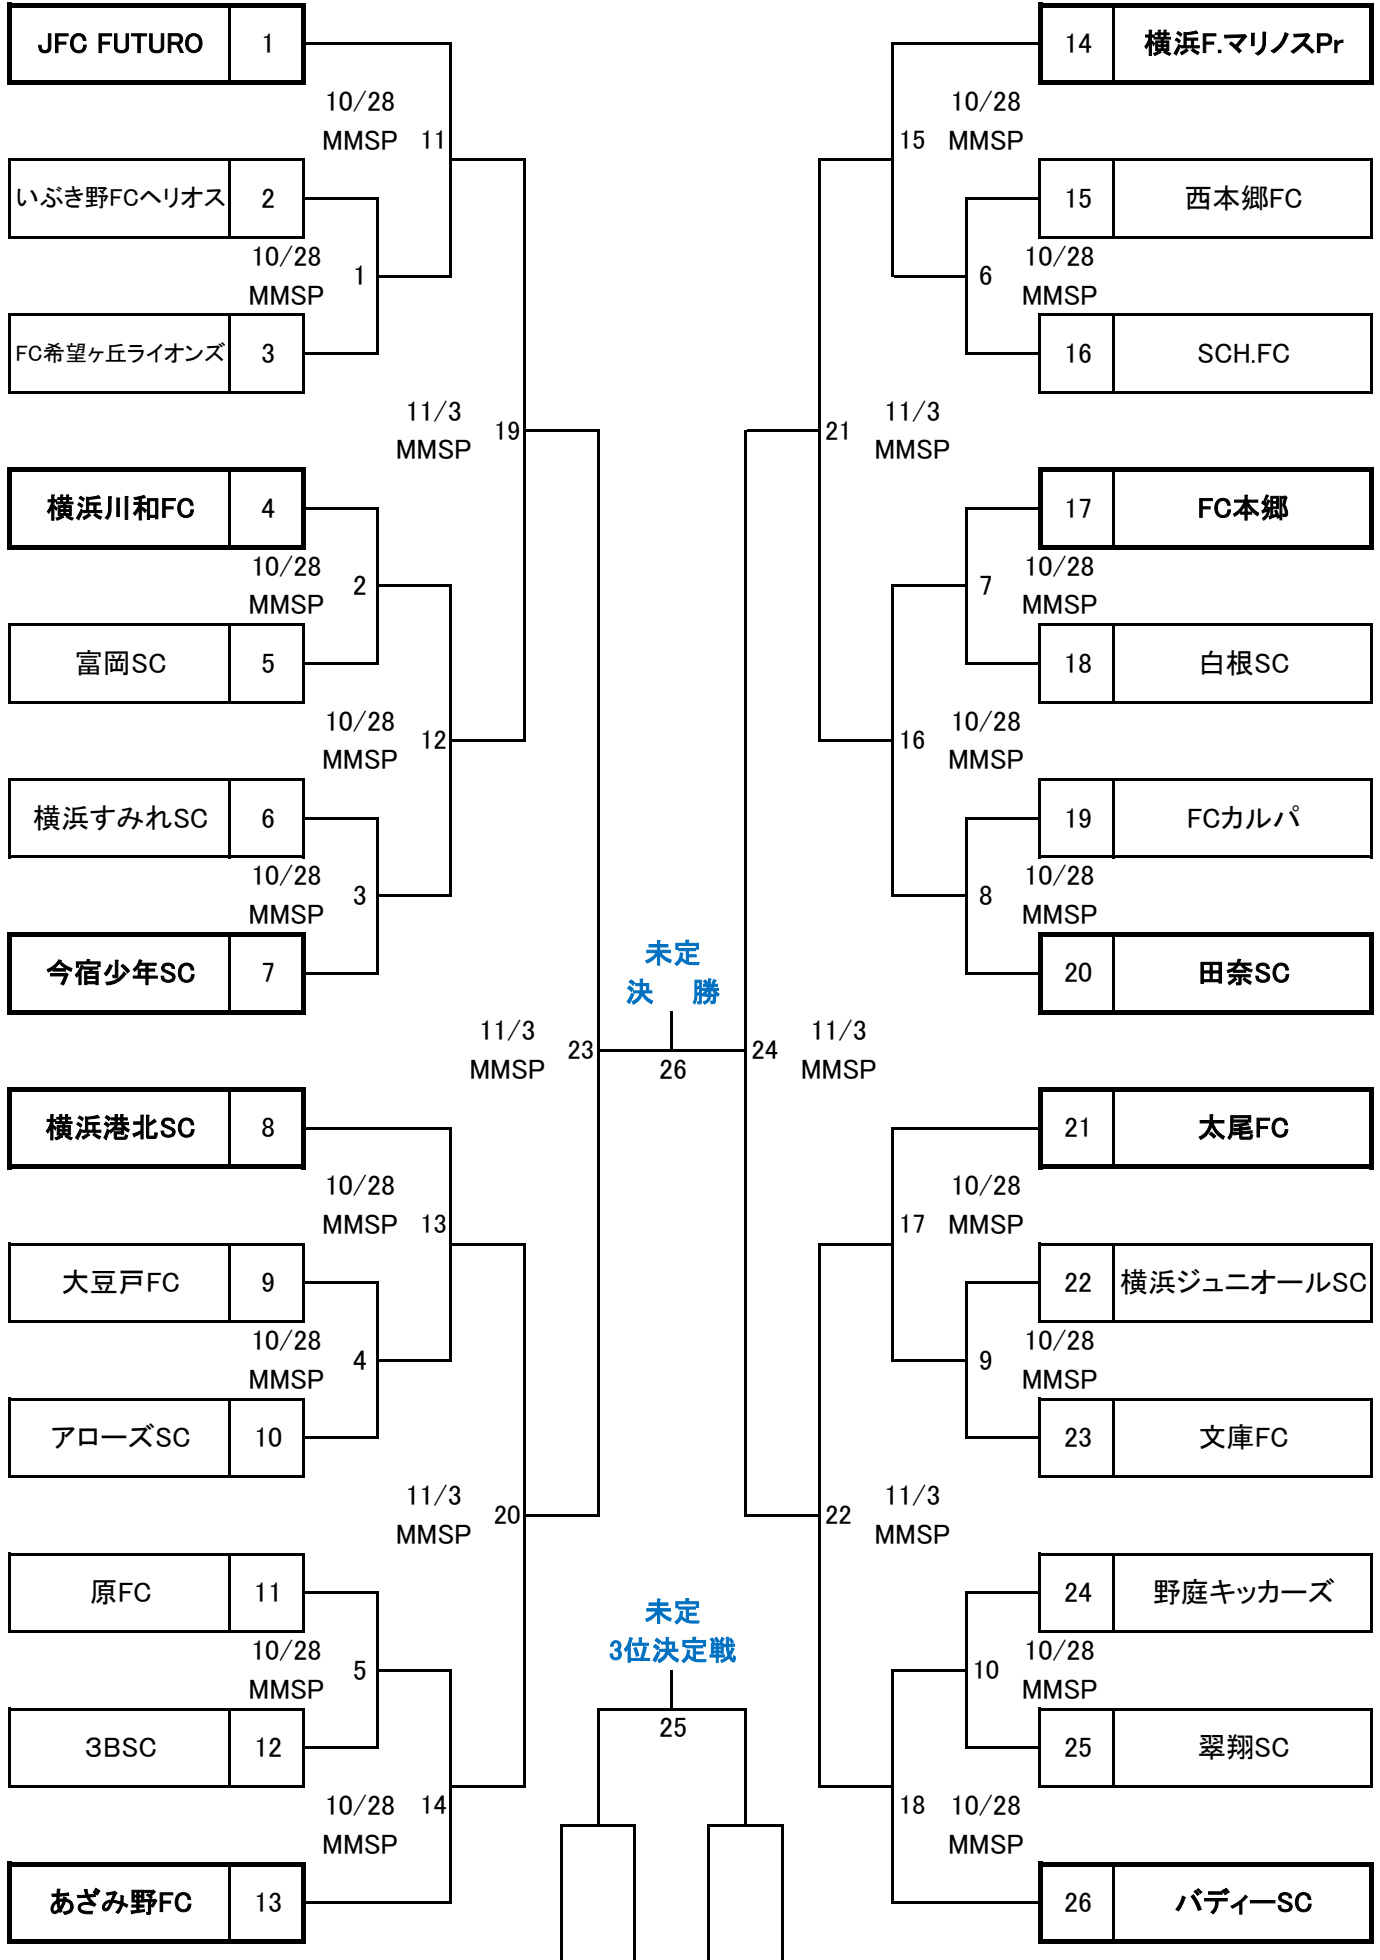 JFC FUTURO 1
10/28
MMSP 11
いぶき野FCヘリオス 2
10/28
MMSP 1
FC希望ヶ丘ライオンズ 3
11/3
MMSP 19
横浜川和FC 4
10/28
MMSP 2
富岡SC 5
10/28
MMSP 12
横浜すみれSC 6
10/28
MMSP 3
今宿少年SC 7
11/3
MMSP 23
横浜港北SC 8
10/28
MMSP 13
大豆戸FC 9
10/28
MMSP 4
アローズSC 10
11/3
MMSP 20
原FC 11
10/28
MMSP 5
3BSC 12
10/28
MMSP 14
あざみ野FC 13
未定
決 勝
26
未定
3位決定戦
25
14 横浜F.マリノスPr
10/28
15 MMSP
15 西本郷FC
10/28
6 MMSP
16 SCH.FC
11/3
21 MMSP
17 FC本郷
10/28
7 MMSP
18 白根SC
10/28
16 MMSP
19 FCカルパ
10/28
8 MMSP
20 田奈SC
11/3
24 MMSP
21 太尾FC
10/28
17 MMSP
22 横浜ジュニオールSC
10/28
9 MMSP
23 文庫FC
11/3
22 MMSP
24 野庭キッカーズ
10/28
10 MMSP
25 翠翔SC
10/28
18 MMSP
26 バディーSC